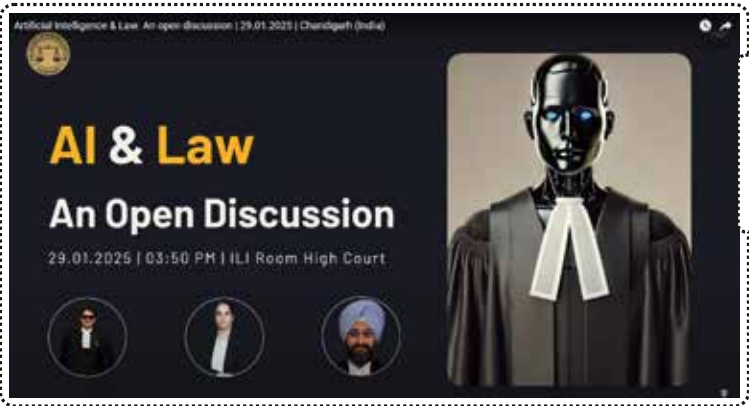 Artificial Intelligence & Law: An open discussion | 29.01.2025 | Chandigarh (India)
AI & Law
An Open Discussion
29.01.2025 | 03:50 PM | ILI Room High Court